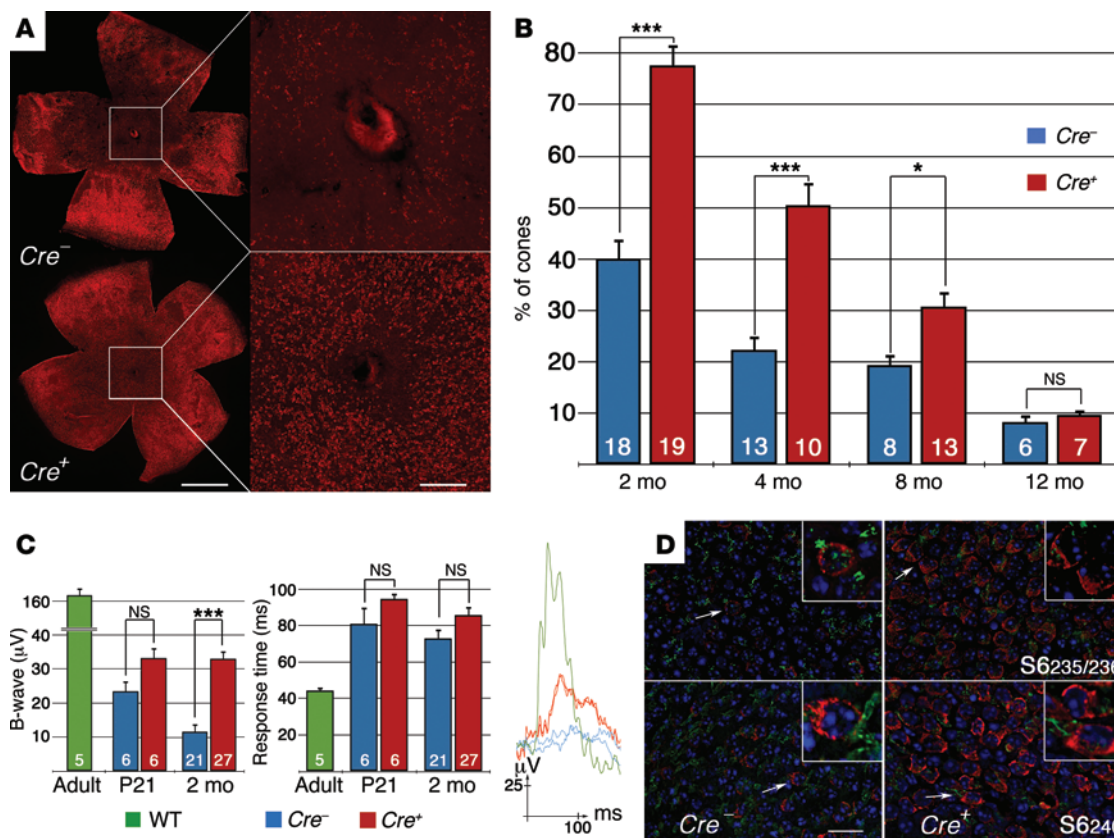 A
Cre⁻
Cre⁺
B
% of cones
80
70
60
50
40
30
20
10
***
***
*
NS
Cre⁻
Cre⁺
18
19
13
10
8
13
6
7
2 mo
4 mo
8 mo
12 mo
C
B-wave (µV)
160
40
30
20
10
NS
***
5
6
6
21
27
Adult
P21
2 mo
Response time (ms)
100
80
60
40
20
NS
NS
5
6
6
21
27
Adult
P21
2 mo
µV
25
100
ms
WT
Cre⁻
Cre⁺
D
S6235/236
Cre⁻
Cre⁺